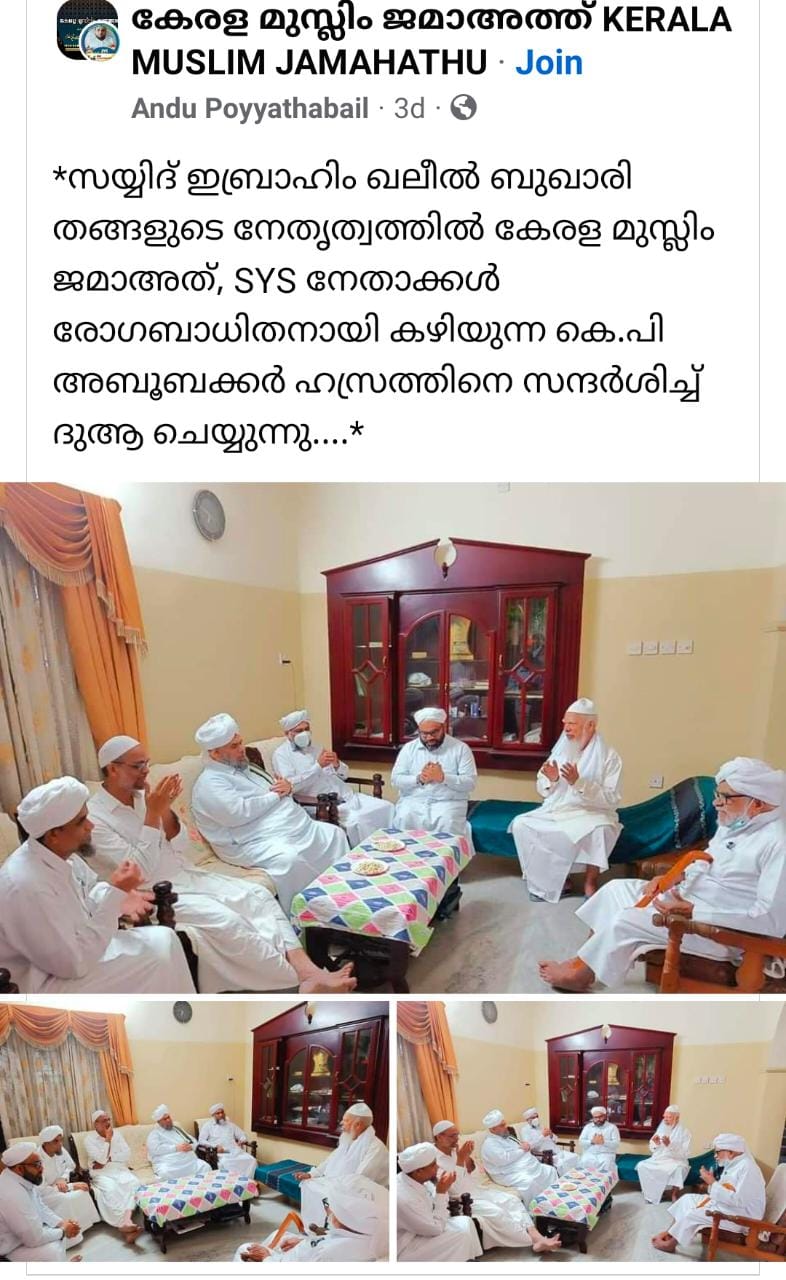 കേരള മുസ്ലിം ജമാഅത്ത് KERALA
MUSLIM JAMAHATHU · Join
Andu Poyyathabail · 3d ·
*സയ്യിദ് ഇബ്രാഹിം ഖലീൽ ബുഖാരി
തങ്ങളുടെ നേതൃത്വത്തിൽ കേരള മുസ്ലിം
ജമാഅത്, SYS നേതാക്കൾ
രോഗബാധിതനായി കഴിയുന്ന കെ.പി
അബൂബക്കർ ഹസ്രത്തിനെ സന്ദർശിച്ച്
ദുആ ചെയ്യുന്നു....*